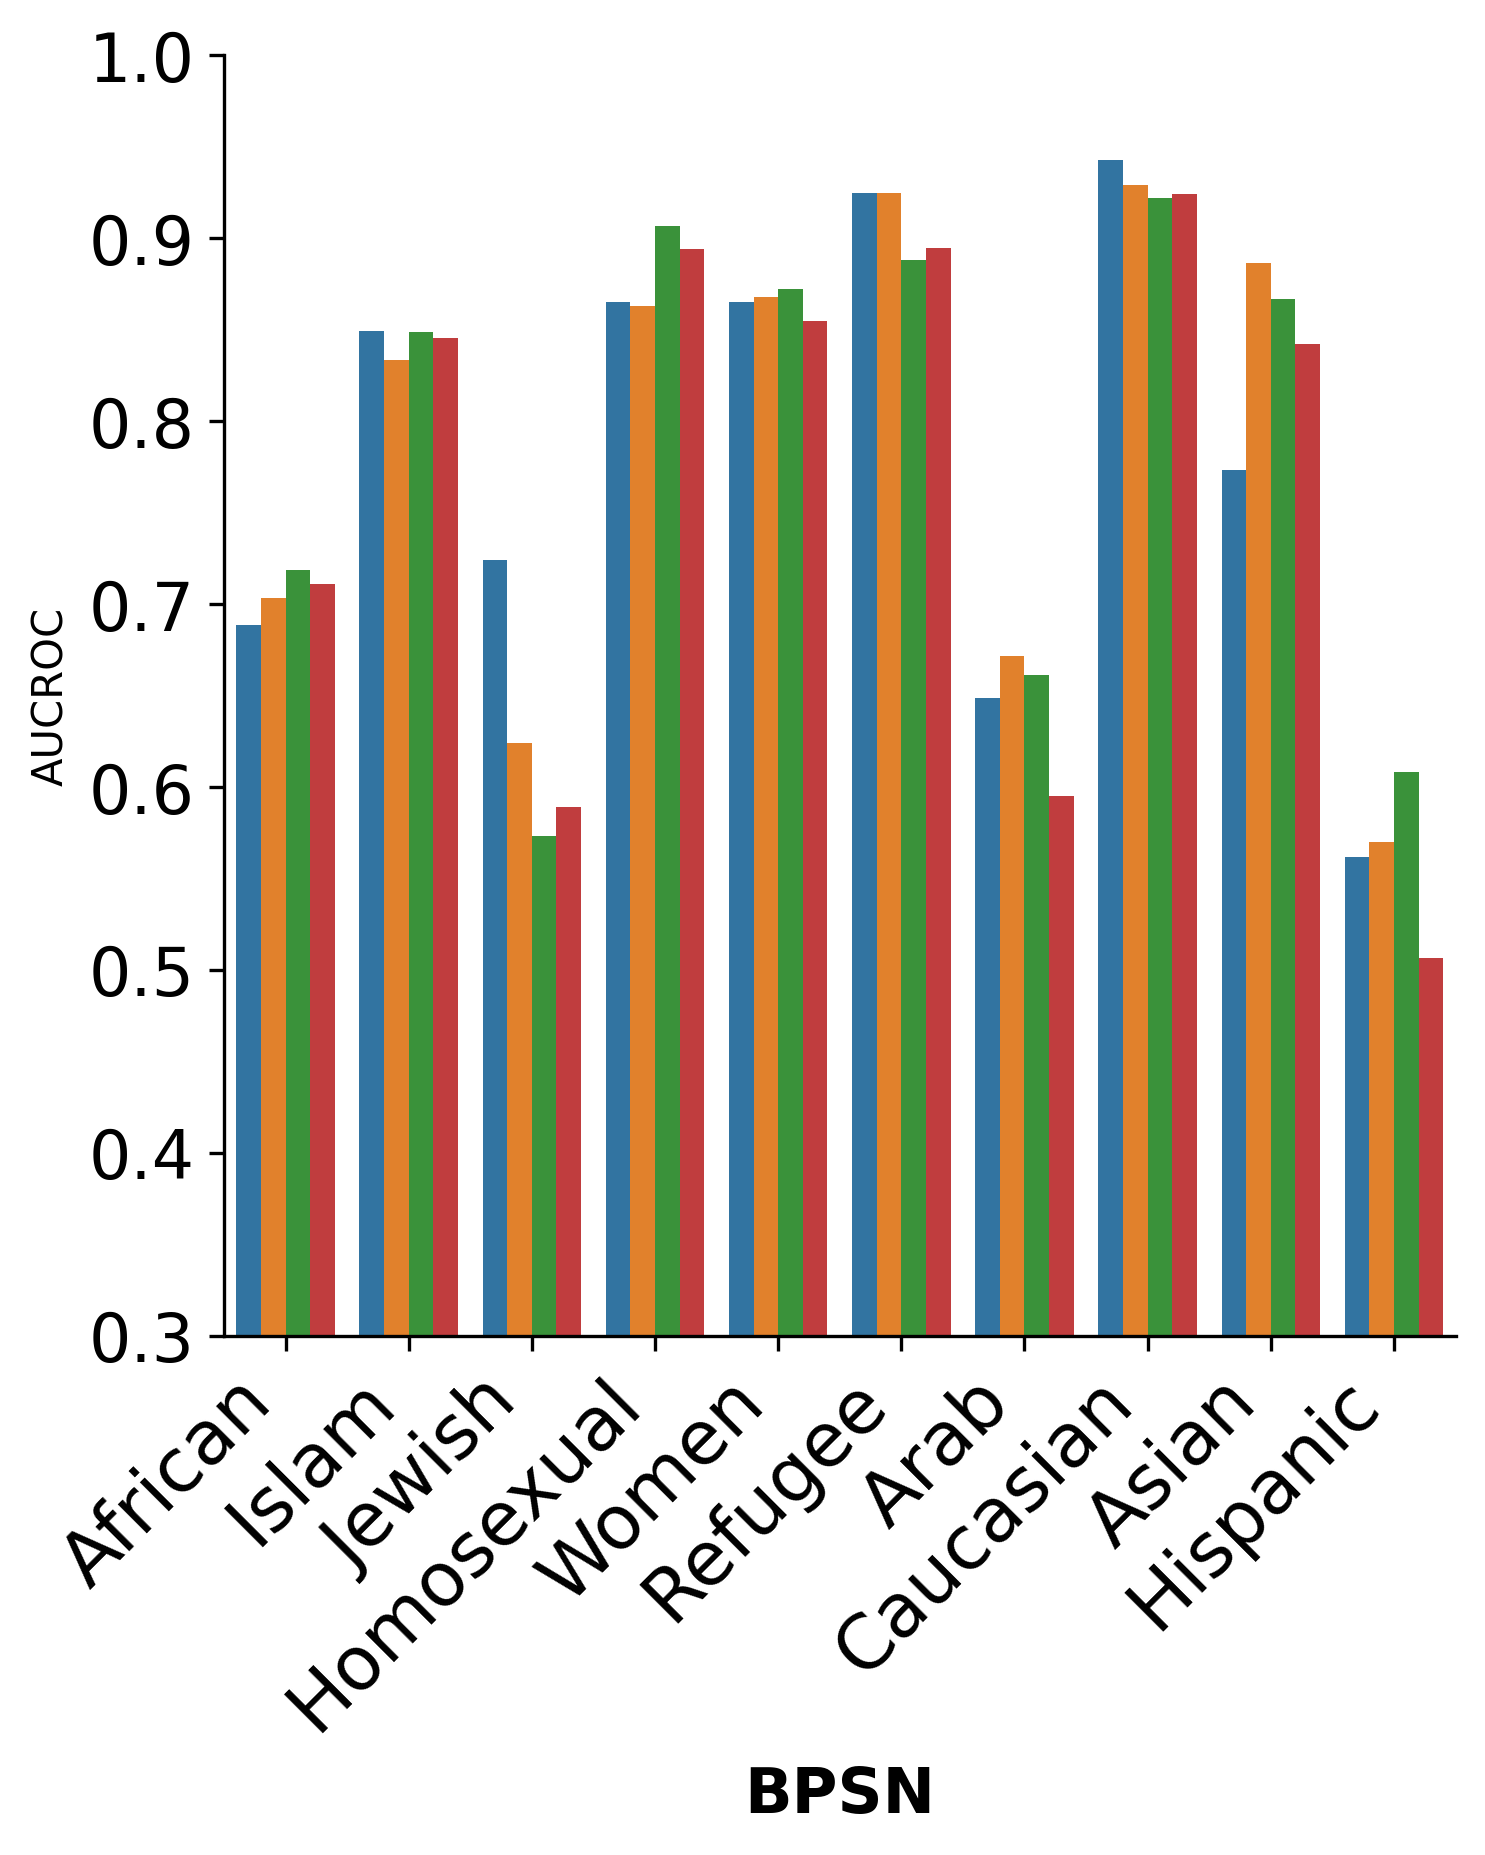 1.0
0.9
0.8
0.7
0.6
0.5
0.4
0.3
AUCROC
African
Islam
Jewish
Homosexual
Women
Refugee
Arab
Caucasian
Asian
Hispanic
BPSN